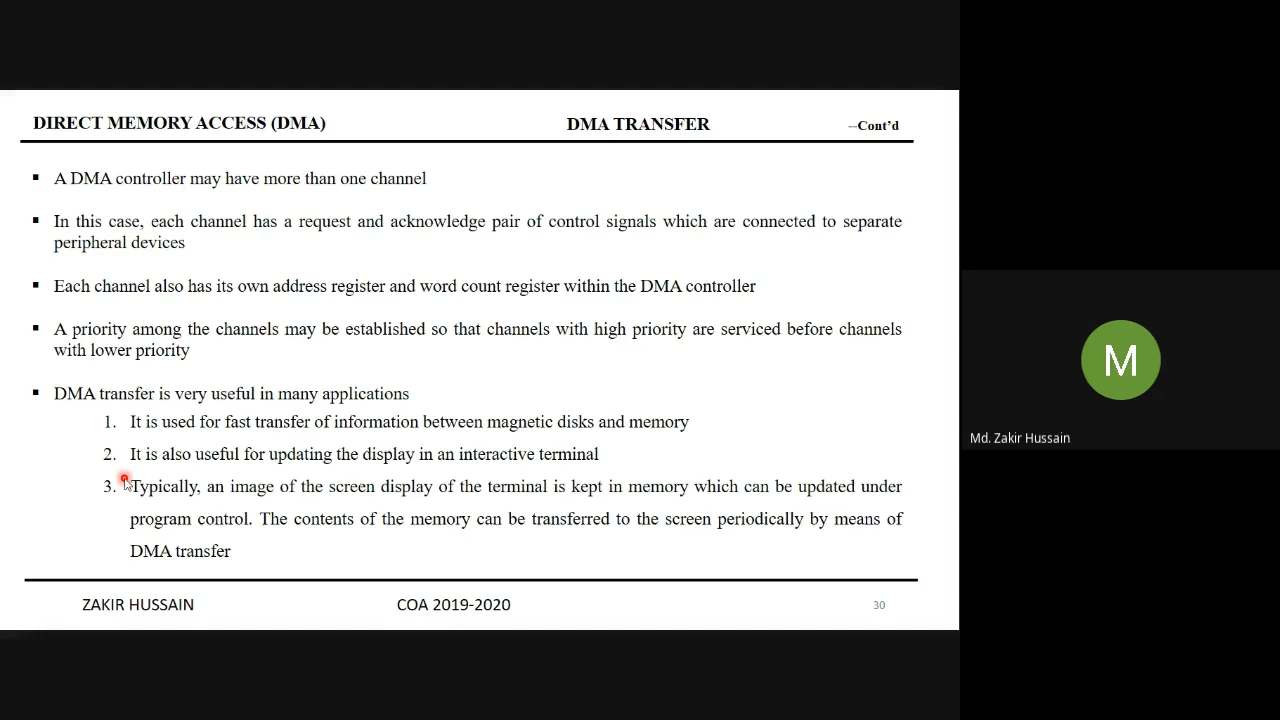 DIRECT MEMORY ACCESS (DMA) DMA TRANSFER --Cont'd
▪ A DMA controller may have more than one channel
▪ In this case, each channel has a request and acknowledge pair of control signals which are connected to separate
peripheral devices
▪ Each channel also has its own address register and word count register within the DMA controller
▪ A priority among the channels may be established so that channels with high priority are serviced before channels
with lower priority
▪ DMA transfer is very useful in many applications
1. It is used for fast transfer of information between magnetic disks and memory
2. It is also useful for updating the display in an interactive terminal
3. Typically, an image of the screen display of the terminal is kept in memory which can be updated under
program control. The contents of the memory can be transferred to the screen periodically by means of
DMA transfer
ZAKIR HUSSAIN COA 2019-2020 30
M
Md. Zakir Hussain